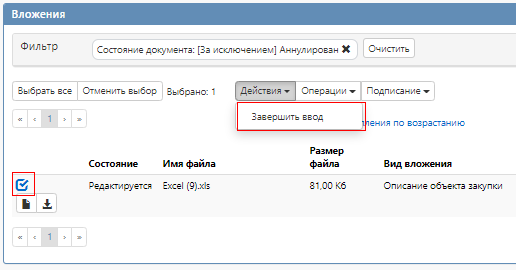 Вложения
Фильтр
Состояние документа: [За исключением] Аннулирован ✖ Очистить
Выбрать все Отменить выбор Выбрано: 1 Действия Операции Подписание
« ‹ 1 › »
Завершить ввод
пления по возрастанию
Состояние Имя файла Размер файла Вид вложения
Редактируется Excel (9).xls 81,00 Кб Описание объекта закупки
« ‹ 1 › »